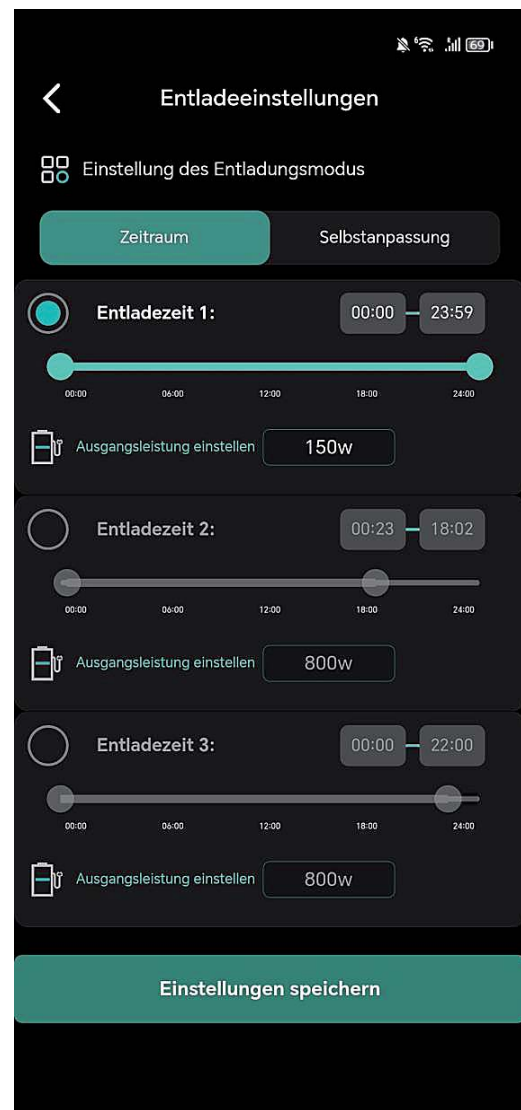 6 69
Entladeeinstellungen
Einstellung des Entladungsmodus
Zeitraum Selbstanpassung
Entladezeit 1: 00:00 – 23:59
00:00 06:00 12:00 18:00 24:00
Ausgangsleistung einstellen 150w
Entladezeit 2: 00:23 – 18:02
00:00 06:00 12:00 18:00 24:00
Ausgangsleistung einstellen 800w
Entladezeit 3: 00:00 – 22:00
00:00 06:00 12:00 18:00 24:00
Ausgangsleistung einstellen 800w
Einstellungen speichern